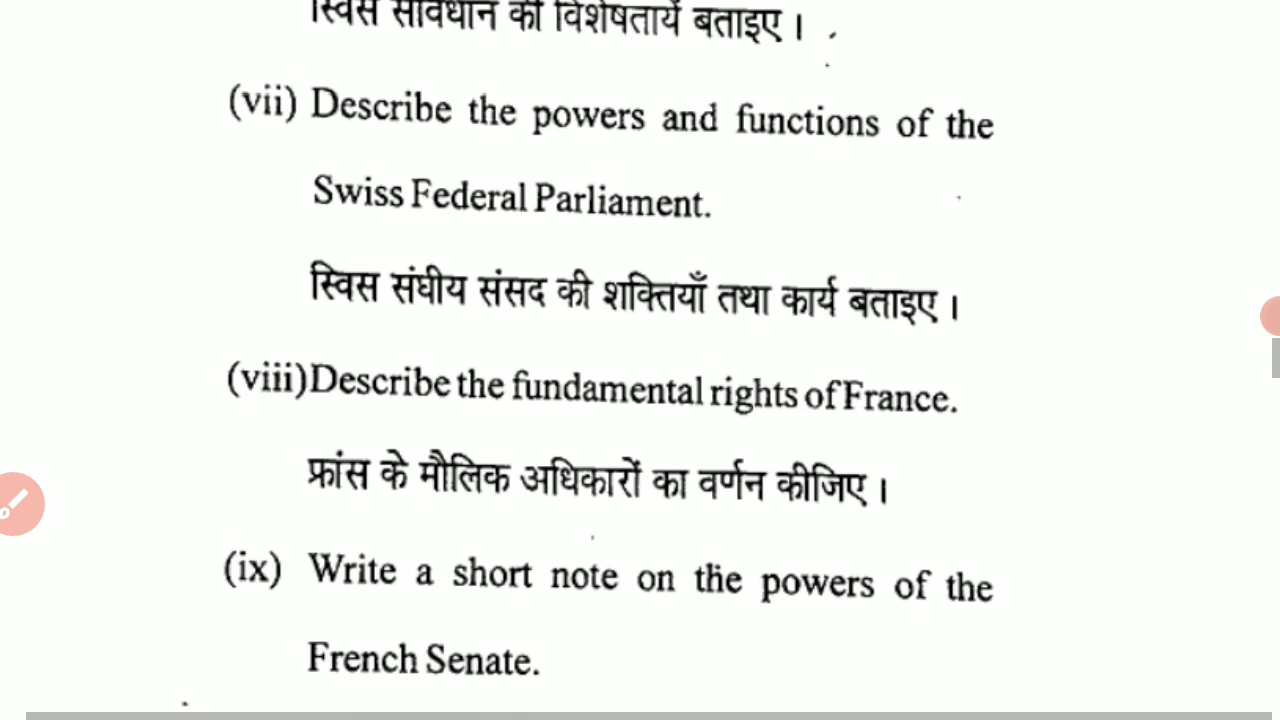 स्विस संविधान की विशेषतायें बताइए ।
(vii) Describe the powers and functions of the
Swiss Federal Parliament.
स्विस संघीय संसद की शक्तियाँ तथा कार्य बताइए ।
(viii) Describe the fundamental rights of France.
फ्रांस के मौलिक अधिकारों का वर्णन कीजिए ।
(ix) Write a short note on the powers of the
French Senate.